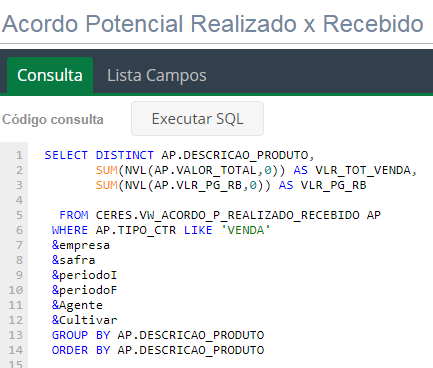 Acordo Potencial Realizado x Recebido
Consulta Lista Campos
Código consulta Executar SQL
1 SELECT DISTINCT AP.DESCRICAO_PRODUTO,
2 SUM(NVL(AP.VALOR_TOTAL,0)) AS VLR_TOT_VENDA,
3 SUM(NVL(AP.VLR_PG_RB,0)) AS VLR_PG_RB
4
5 FROM CERES.VW_ACORDO_P_REALIZADO_RECEBIDO AP
6 WHERE AP.TIPO_CTR LIKE 'VENDA'
7 &empresa
8 &safra
9 &periodoI
10 &periodoF
11 &Agente
12 &Cultivar
13 GROUP BY AP.DESCRICAO_PRODUTO
14 ORDER BY AP.DESCRICAO_PRODUTO
15